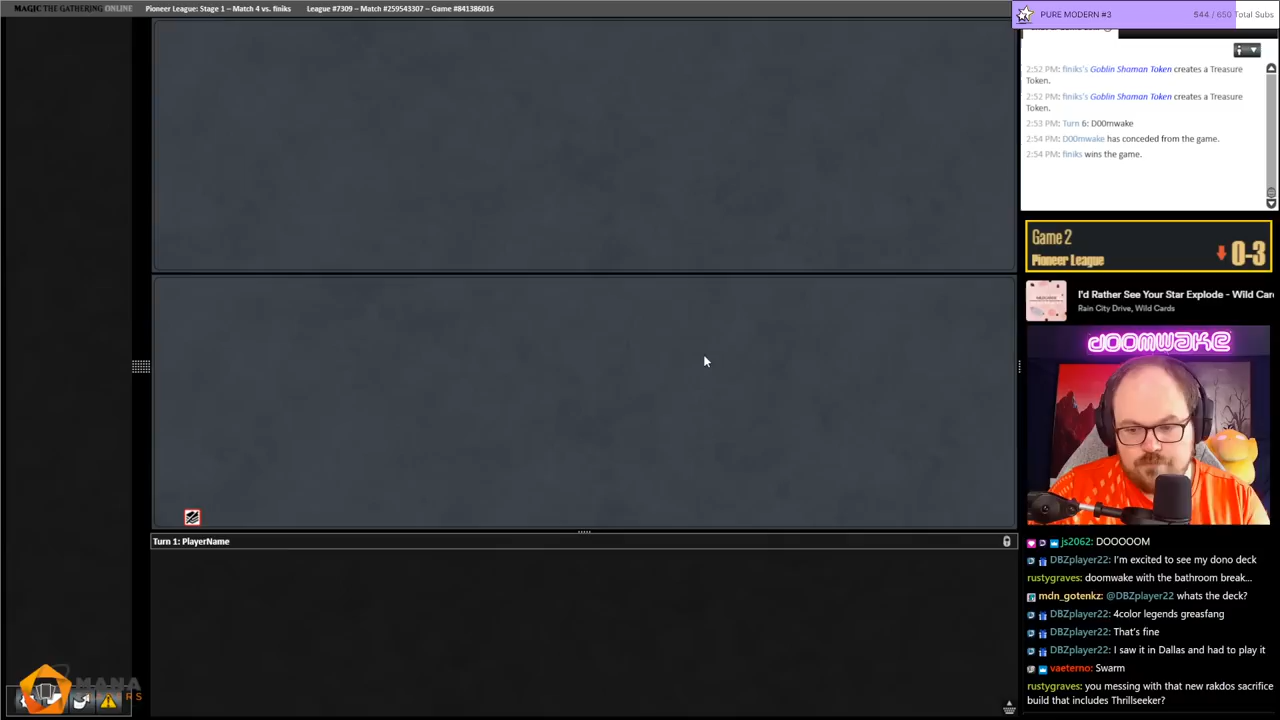 MAGIC THE GATHERING ONLINE
Pioneer League: Stage 1 – Match 4 vs. finiks
League #7309 – Match #259543307 – Game #841386016
PURE MODERN #3
544 / 650 Total Subs
2:52 PM: finiks's Goblin Shaman Token creates a Treasure
Token.
2:52 PM: finiks's Goblin Shaman Token creates a Treasure
Token.
2:53 PM: Turn 6: D00mwake
2:54 PM: D00mwake has conceded from the game.
2:54 PM: finiks wins the game.
Game 2
Pioneer League
0-3
I'd Rather See Your Star Explode - Wild Car
Rain City Drive, Wild Cards
doomwake
Turn 1: PlayerName
js2062: DOOOOOM
DBZplayer22: I'm excited to see my dono deck
rustygraves: doomwake with the bathroom break...
mdn_gotenkz: @DBZplayer22 whats the deck?
DBZplayer22: 4color legends greasfang
DBZplayer22: That's fine
DBZplayer22: I saw it in Dallas and had to play it
vaeterno: Swarm
rustygraves: you messing with that new rakdos sacrifice
build that includes Thrillseeker?
MANA